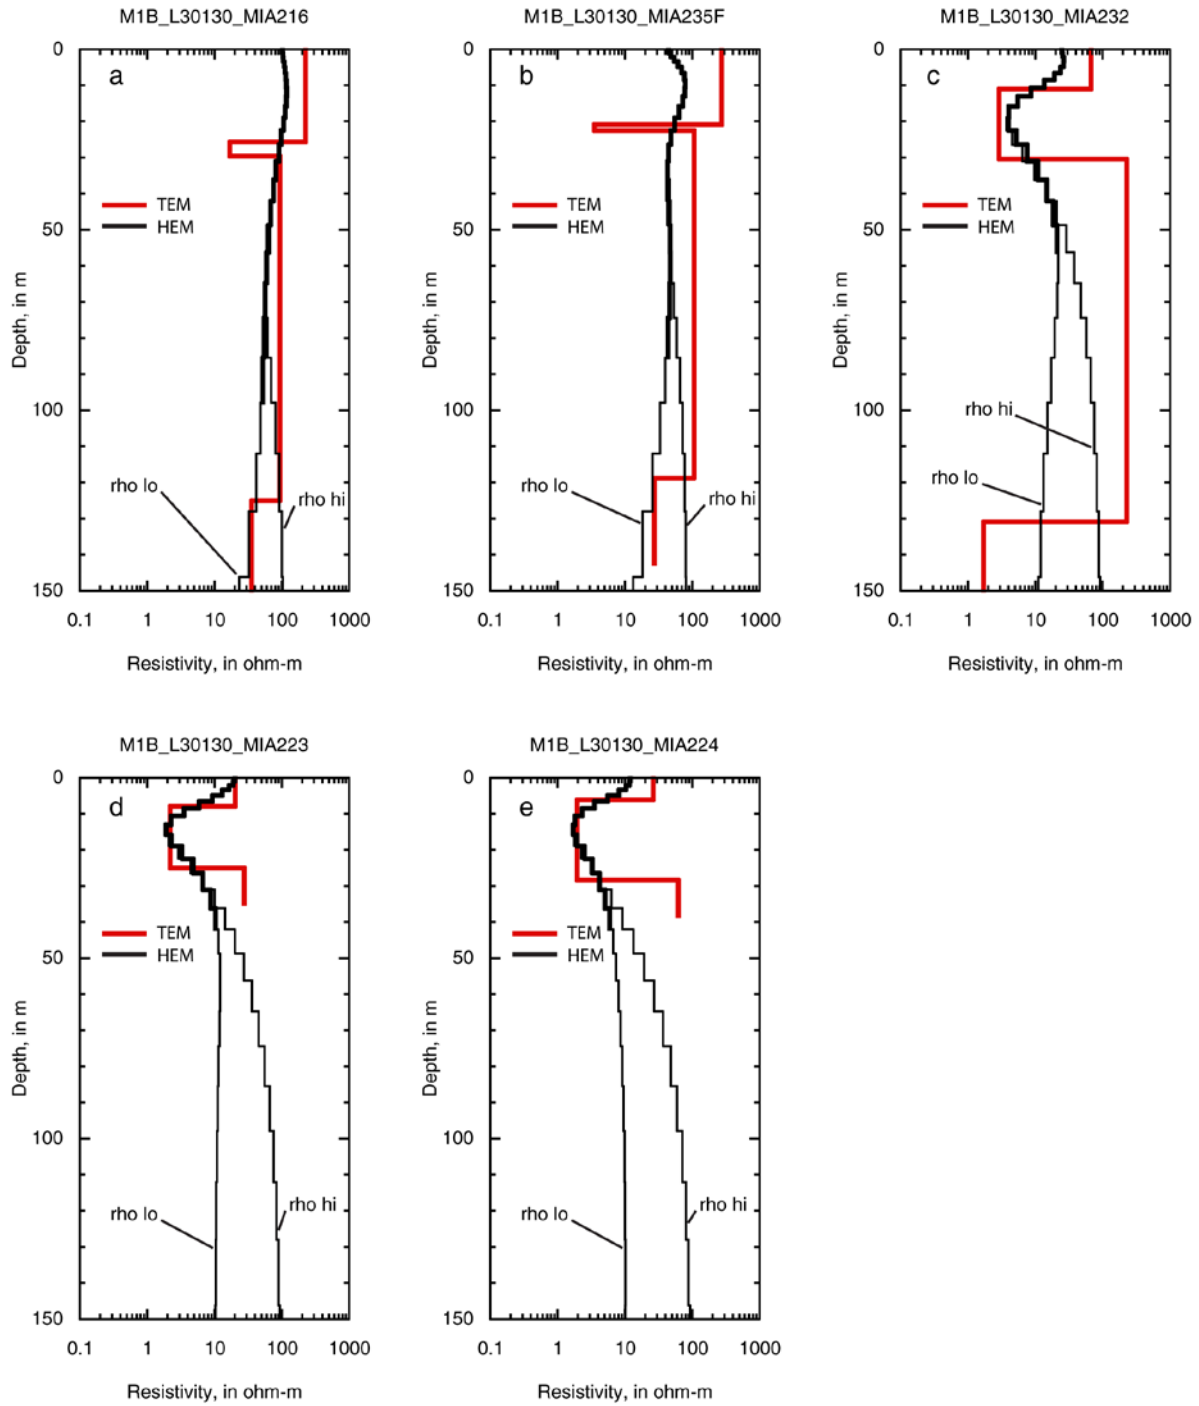 M1B_L30130_MIA216
a
0
50
100
150
Depth, in m
TEM
HEM
rho lo
rho hi
0.1 1 10 100 1000
Resistivity, in ohm-m
M1B_L30130_MIA235F
b
0
50
100
150
Depth, in m
TEM
HEM
rho lo
rho hi
0.1 1 10 100 1000
Resistivity, in ohm-m
M1B_L30130_MIA232
c
0
50
100
150
Depth, in m
TEM
HEM
rho hi
rho lo
0.1 1 10 100 1000
Resistivity, in ohm-m
M1B_L30130_MIA223
d
0
50
100
150
Depth, in m
TEM
HEM
rho hi
rho lo
0.1 1 10 100 1000
Resistivity, in ohm-m
M1B_L30130_MIA224
e
0
50
100
150
Depth, in m
TEM
HEM
rho hi
rho lo
0.1 1 10 100 1000
Resistivity, in ohm-m